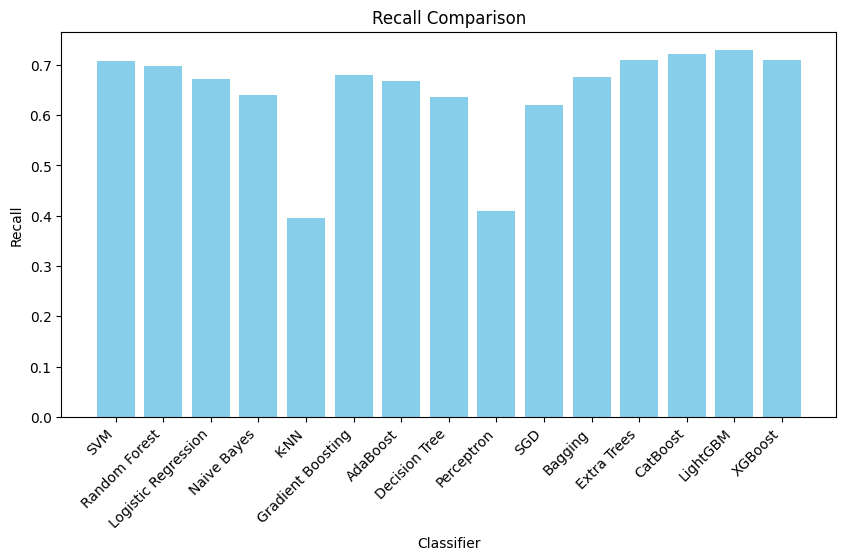 Recall Comparison
Recall
0.7
0.6
0.5
0.4
0.3
0.2
0.1
0.0
SVM
Random Forest
Logistic Regression
Naive Bayes
K-NN
Gradient Boosting
AdaBoost
Decision Tree
Perceptron
SGD
Bagging
Extra Trees
CatBoost
LightGBM
XGBoost
Classifier